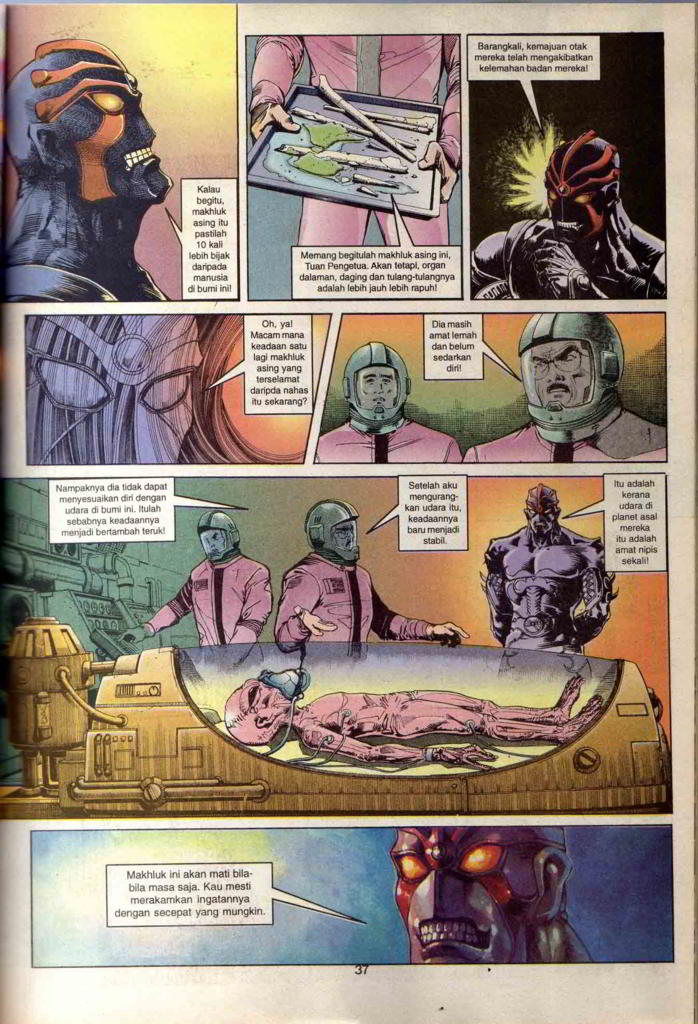 Kalau
begitu,
makhluk
asing itu
pastilah
10 kali
lebih bijak
daripada
manusia
di bumi ini!
Memang begitulah makhluk asing ini,
Tuan Pengetua. Akan tetapi, organ
dalaman, daging dan tulang-tulangnya
adalah lebih jauh lebih rapuh!
Barangkali, kemajuan otak
mereka telah mengakibatkan
kelemahan badan mereka!
Oh, ya!
Macam mana
keadaan satu
lagi makhluk
asing yang
terselamat
daripda nahas
itu sekarang?
Dia masih
amat lemah
dan belum
sedarkan
diri!
Nampaknya dia tidak dapat
menyesuaikan diri dengan
udara di bumi ini. Itulah
sebabnya keadaannya
menjadi bertambah teruk!
Setelah aku
mengurang-
kan udara itu,
keadaannya
baru menjadi
stabil.
Itu adalah
kerana
udara di
planet asal
mereka
itu adalah
amat nipis
sekali!
Makhluk ini akan mati bila-
bila masa saja. Kau mesti
merakamkan ingatannya
dengan secepat yang mungkin.
37